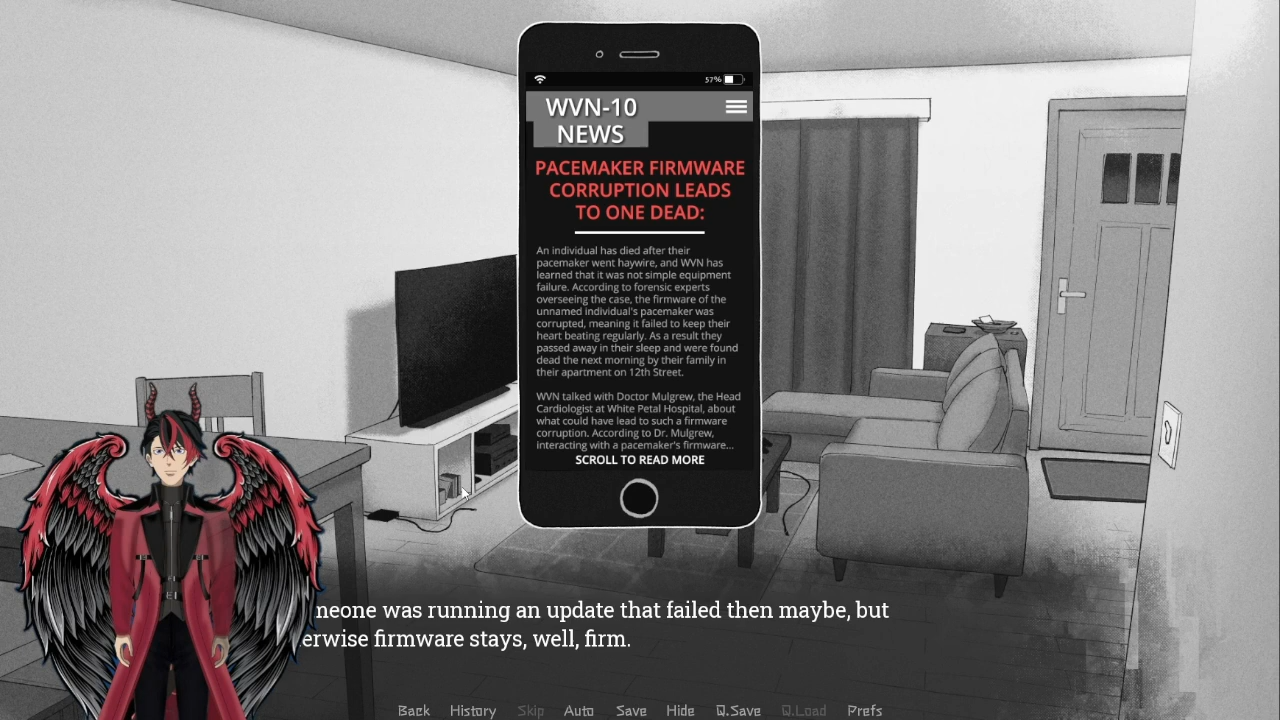 57%
WVN-10
NEWS
PACEMAKER FIRMWARE
CORRUPTION LEADS
TO ONE DEAD:
An individual has died after their
pacemaker went haywire, and WVN has
learned that it was not simple equipment
failure. According to forensic experts
overseeing the case, the firmware of the
unnamed individual's pacemaker was
corrupted, meaning it failed to keep their
heart beating regularly. As a result they
passed away in their sleep and were found
dead the next morning by their family in
their apartment on 12th Street.
WVN talked with Doctor Mulgrew, the Head
Cardiologist at White Petal Hospital, about
what could have lead to such a firmware
corruption. According to Dr. Mulgrew,
interacting with a pacemaker's firmware...
SCROLL TO READ MORE
was running an update that failed then maybe, but
firmware stays, well, firm.
Back History Skip Auto Save Hide Q.Save Q.Load Prefs